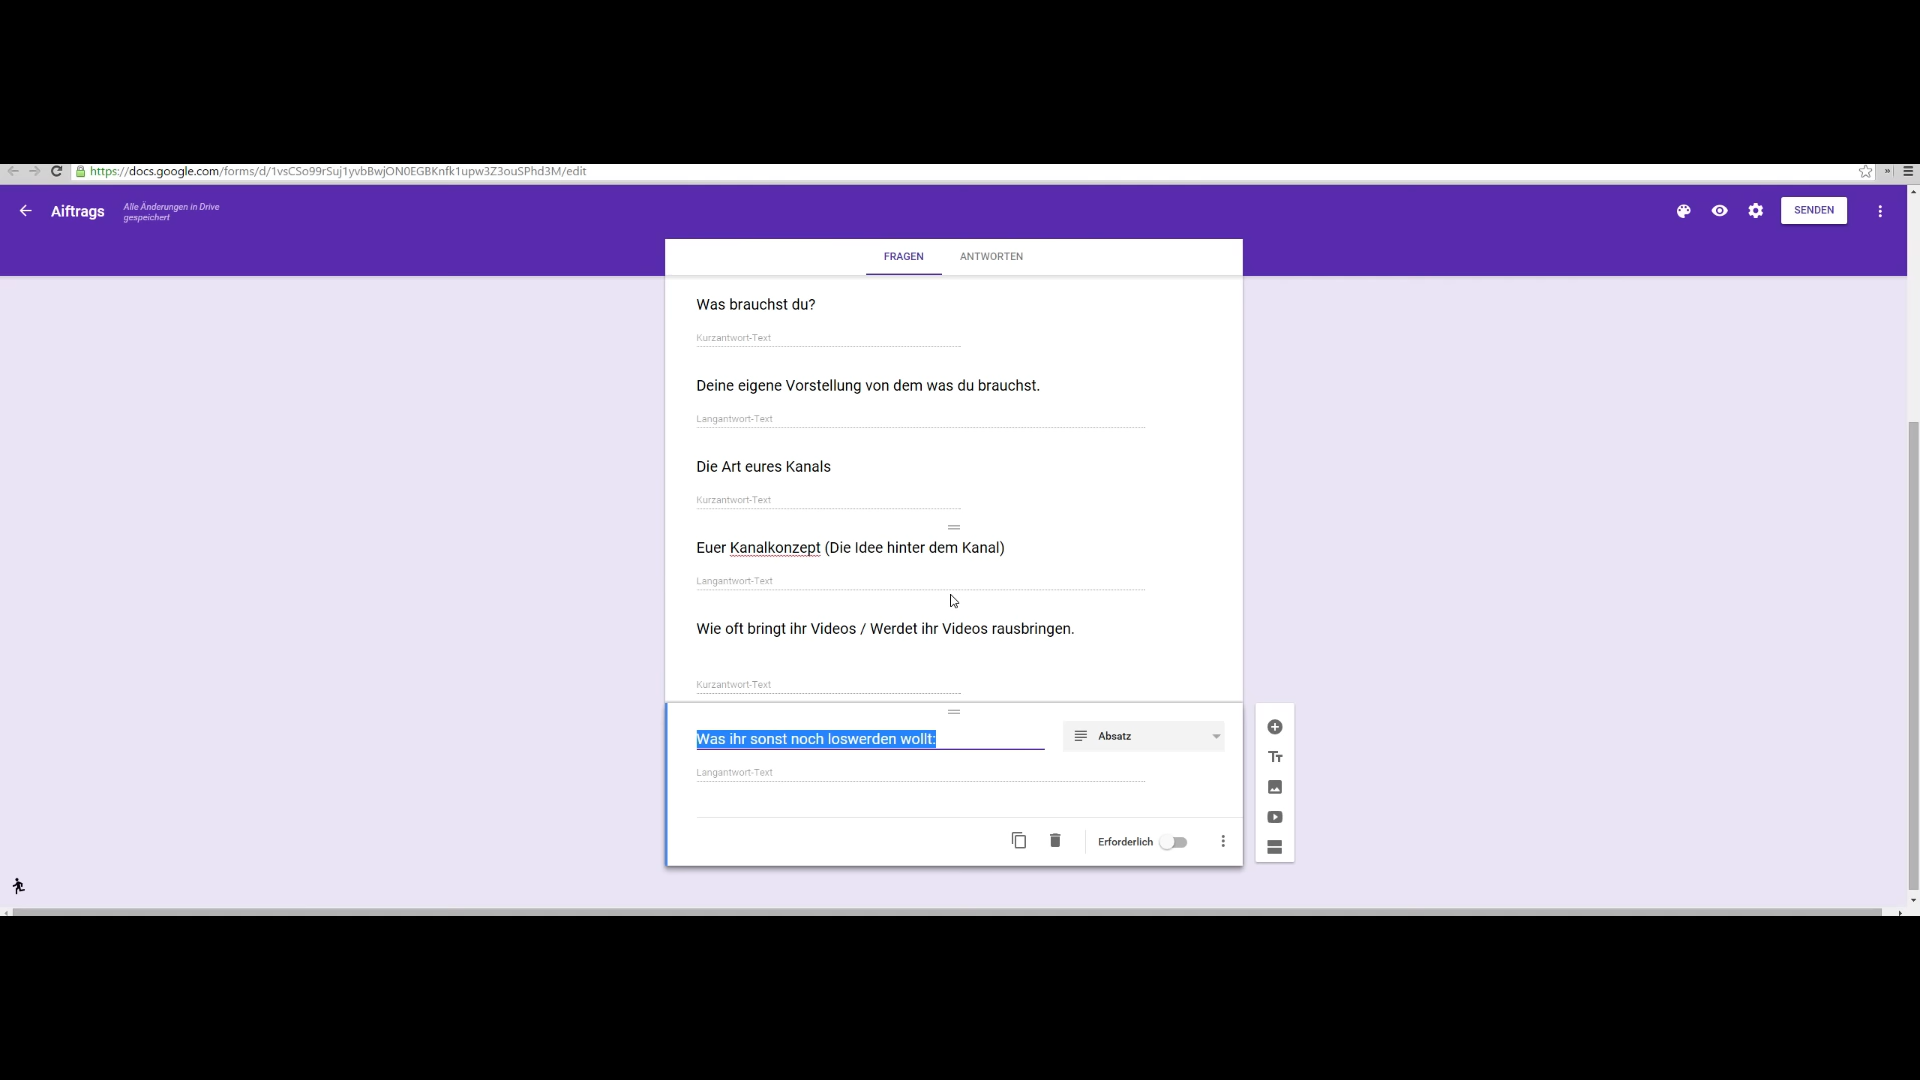 https://docs.google.com/forms/d/1vsCSo99rSuj1yvbBwjON0EGBKnfk1upw3Z3ouSPhd3M/edit
Aiftrags
Alle Änderungen in Drive
gespeichert
SENDEN
FRAGEN ANTWORTEN
Was brauchst du?
Kurzantwort-Text
Deine eigene Vorstellung von dem was du brauchst.
Langantwort-Text
Die Art eures Kanals
Kurzantwort-Text
Euer Kanalkonzept (Die Idee hinter dem Kanal)
Langantwort-Text
Wie oft bringt ihr Videos / Werdet ihr Videos rausbringen.
Kurzantwort-Text
Was ihr sonst noch loswerden wollt:
Absatz
Langantwort-Text
Erforderlich